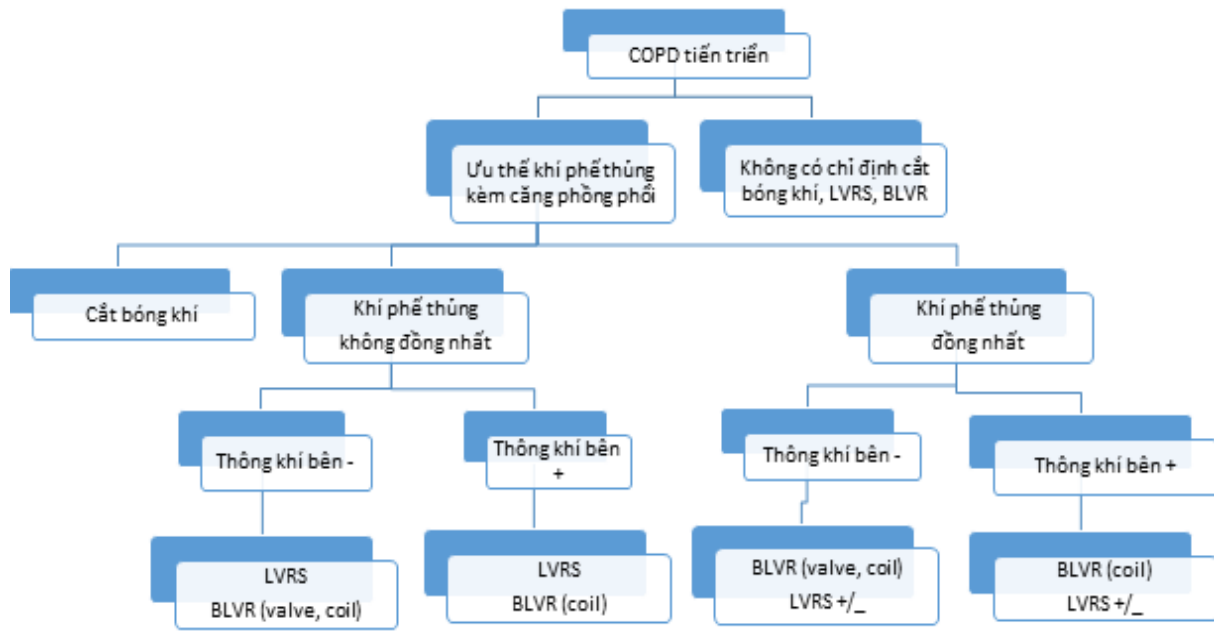 COPD tiến triển
Ưu thế khí phế thũng
kèm căng phồng phổi
Không có chỉ định cắt
bóng khí, LVRS, BLVR
Cắt bóng khí
Khí phế thũng
không đồng nhất
Khí phế thũng
đồng nhất
Thông khí bên -
Thông khí bên
+
Thông khí bên -
Thông khí bên +
LVRS
BLVR (valve, coil)
LVRS
BLVR (coil)
BLVR (valve, coil)
LVRS +/_
BLVR (coil)
LVRS +/_